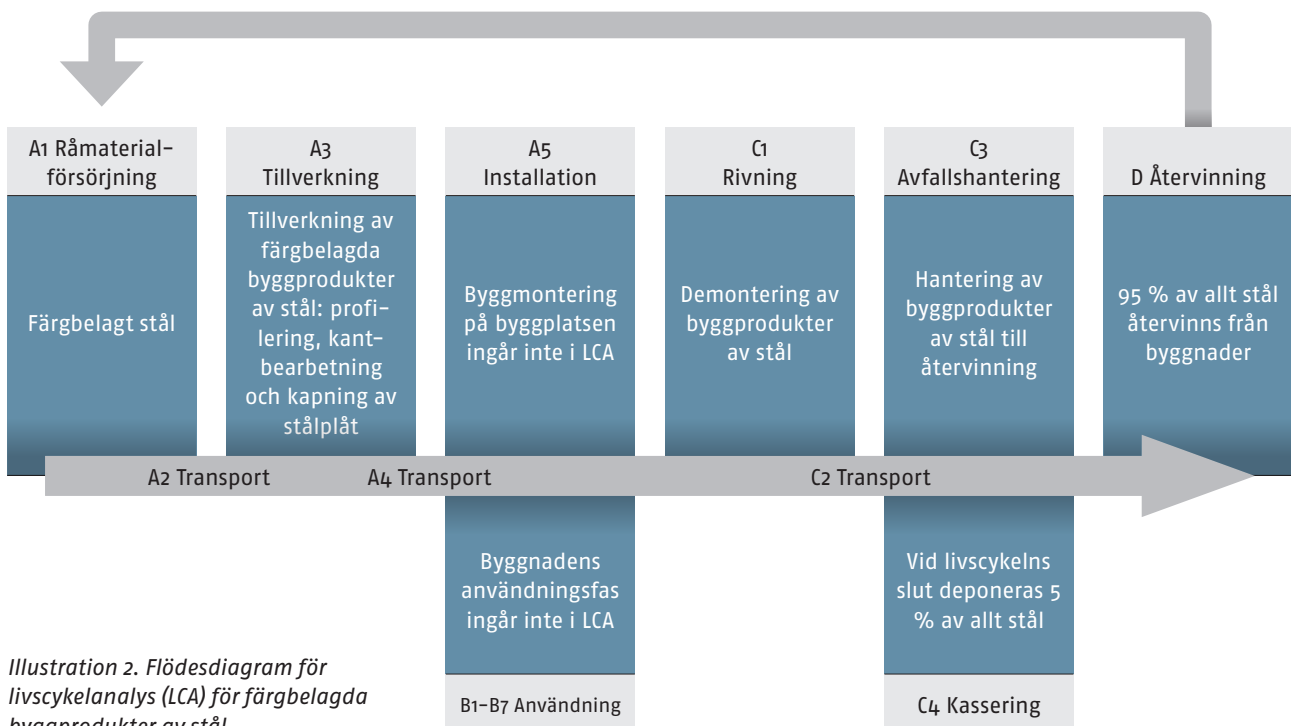 A1 Råmaterial-
försörjning
Färgbelagt stål
A3
Tillverkning
Tillverkning av
färgbelagda
byggprodukter
av stål: profi-
lering, kant-
bearbetning
och kapning av
stålplåt
A5
Installation
Byggmontering
på byggplatsen
ingår inte i LCA
C1
Rivning
Demontering av
byggprodukter
av stål
C3
Avfallshantering
Hantering av
byggprodukter
av stål till
återvinning
D Återvinning
95 % av allt stål
återvinns från
byggnader
A2 Transport
A4 Transport
C2 Transport
Byggnadens
användningsfas
ingår inte i LCA
B1-B7 Användning
Vid livscykelns
slut deponeras 5
% av allt stål
C4 Kassering
Illustration 2. Flödesdiagram för
livscykelanalys (LCA) för färgbelagda
byggprodukter av stål